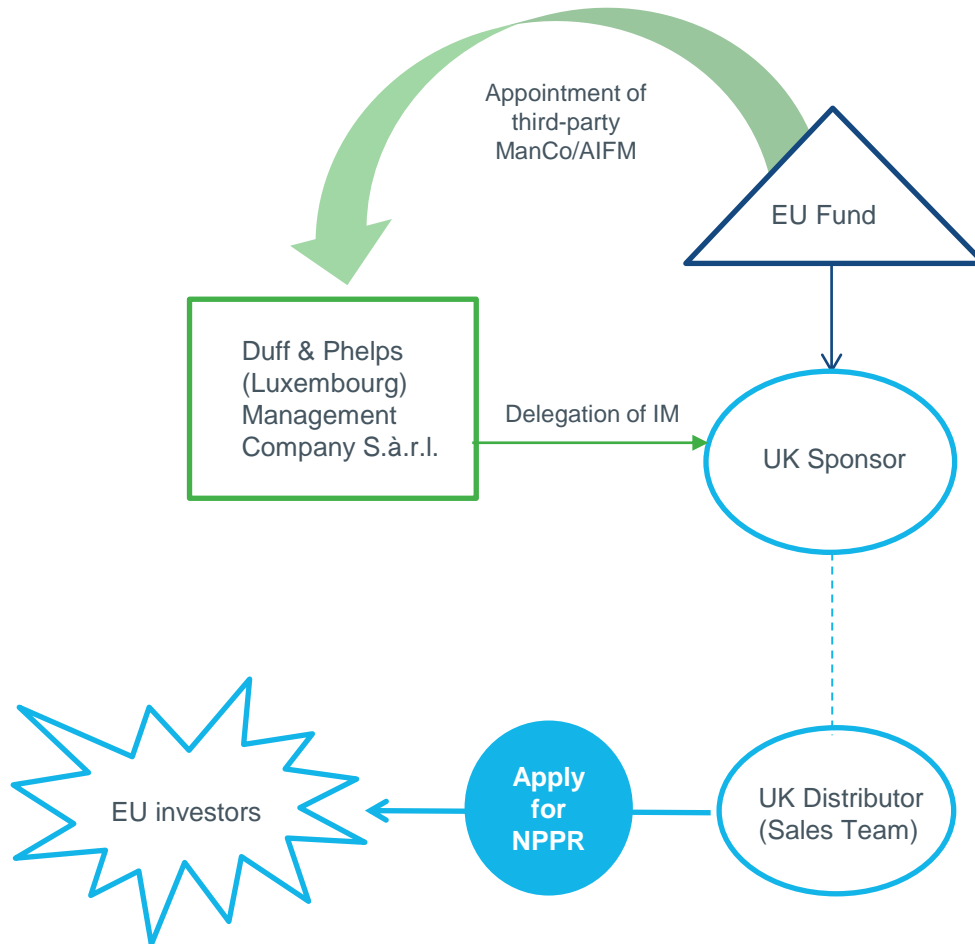 Appointment of
third-party
ManCo/AIFM
EU Fund
Duff & Phelps
(Luxembourg)
Management
Company S.à.r.l.
Delegation of IM
UK Sponsor
EU investors
Apply
for
NPPR
UK Distributor
(Sales Team)